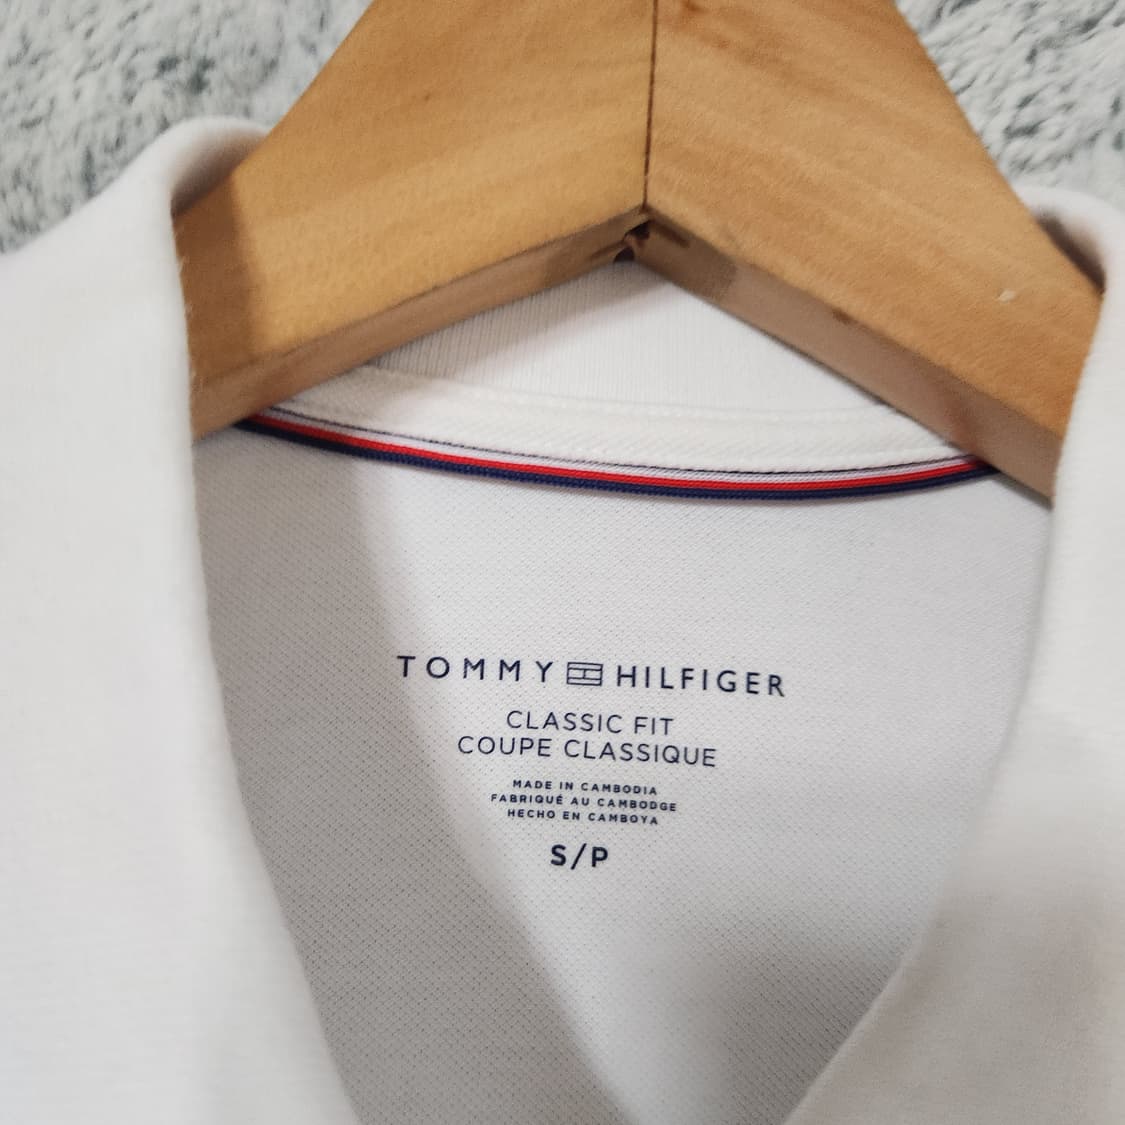 TOMMY HILFIGER
CLASSIC FIT
COUPE CLASSIQUE
MADE IN CAMBODIA
FABRIQUÉ AU CAMBODGE
HECHO EN CAMBOYA
S/P